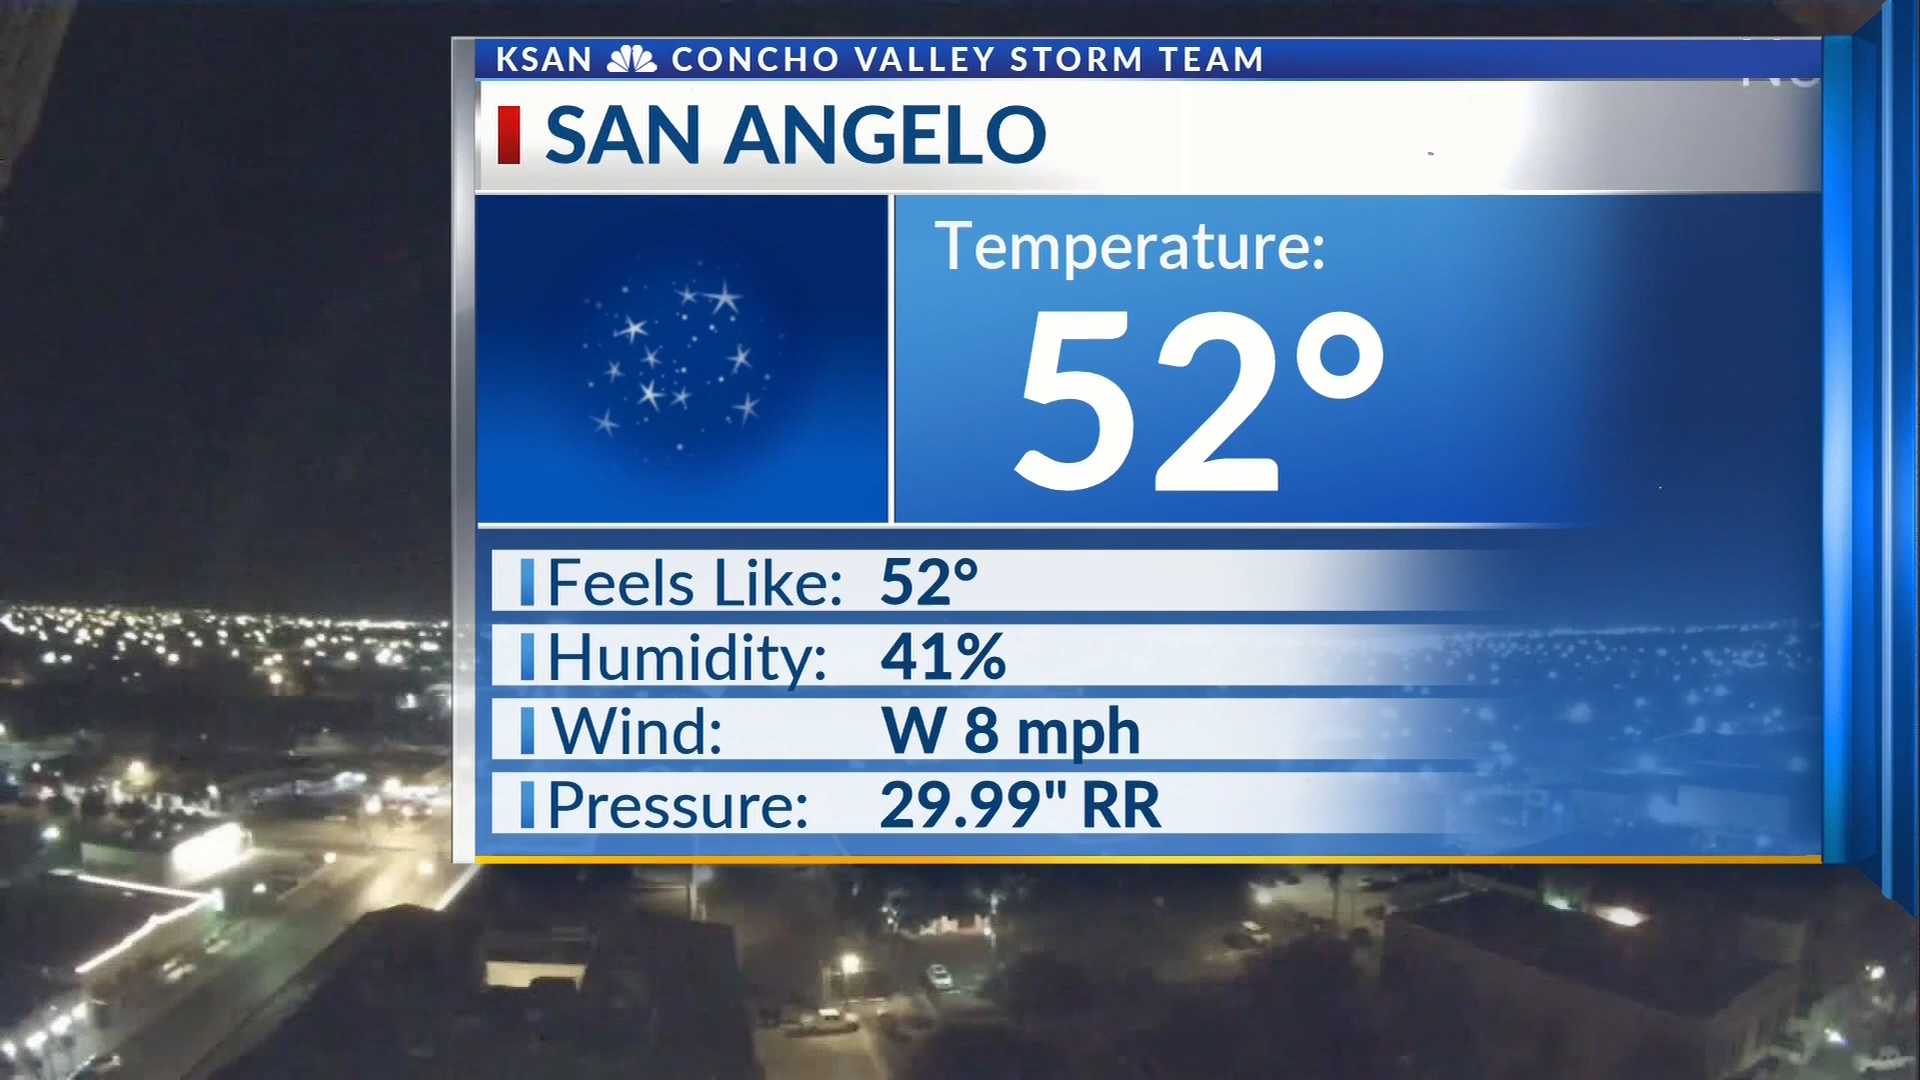 KSAN CONCHO VALLEY STORM TEAM
SAN ANGELO
Temperature:
52°
Feels Like: 52°
Humidity: 41%
Wind: W 8 mph
Pressure: 29.99" RR